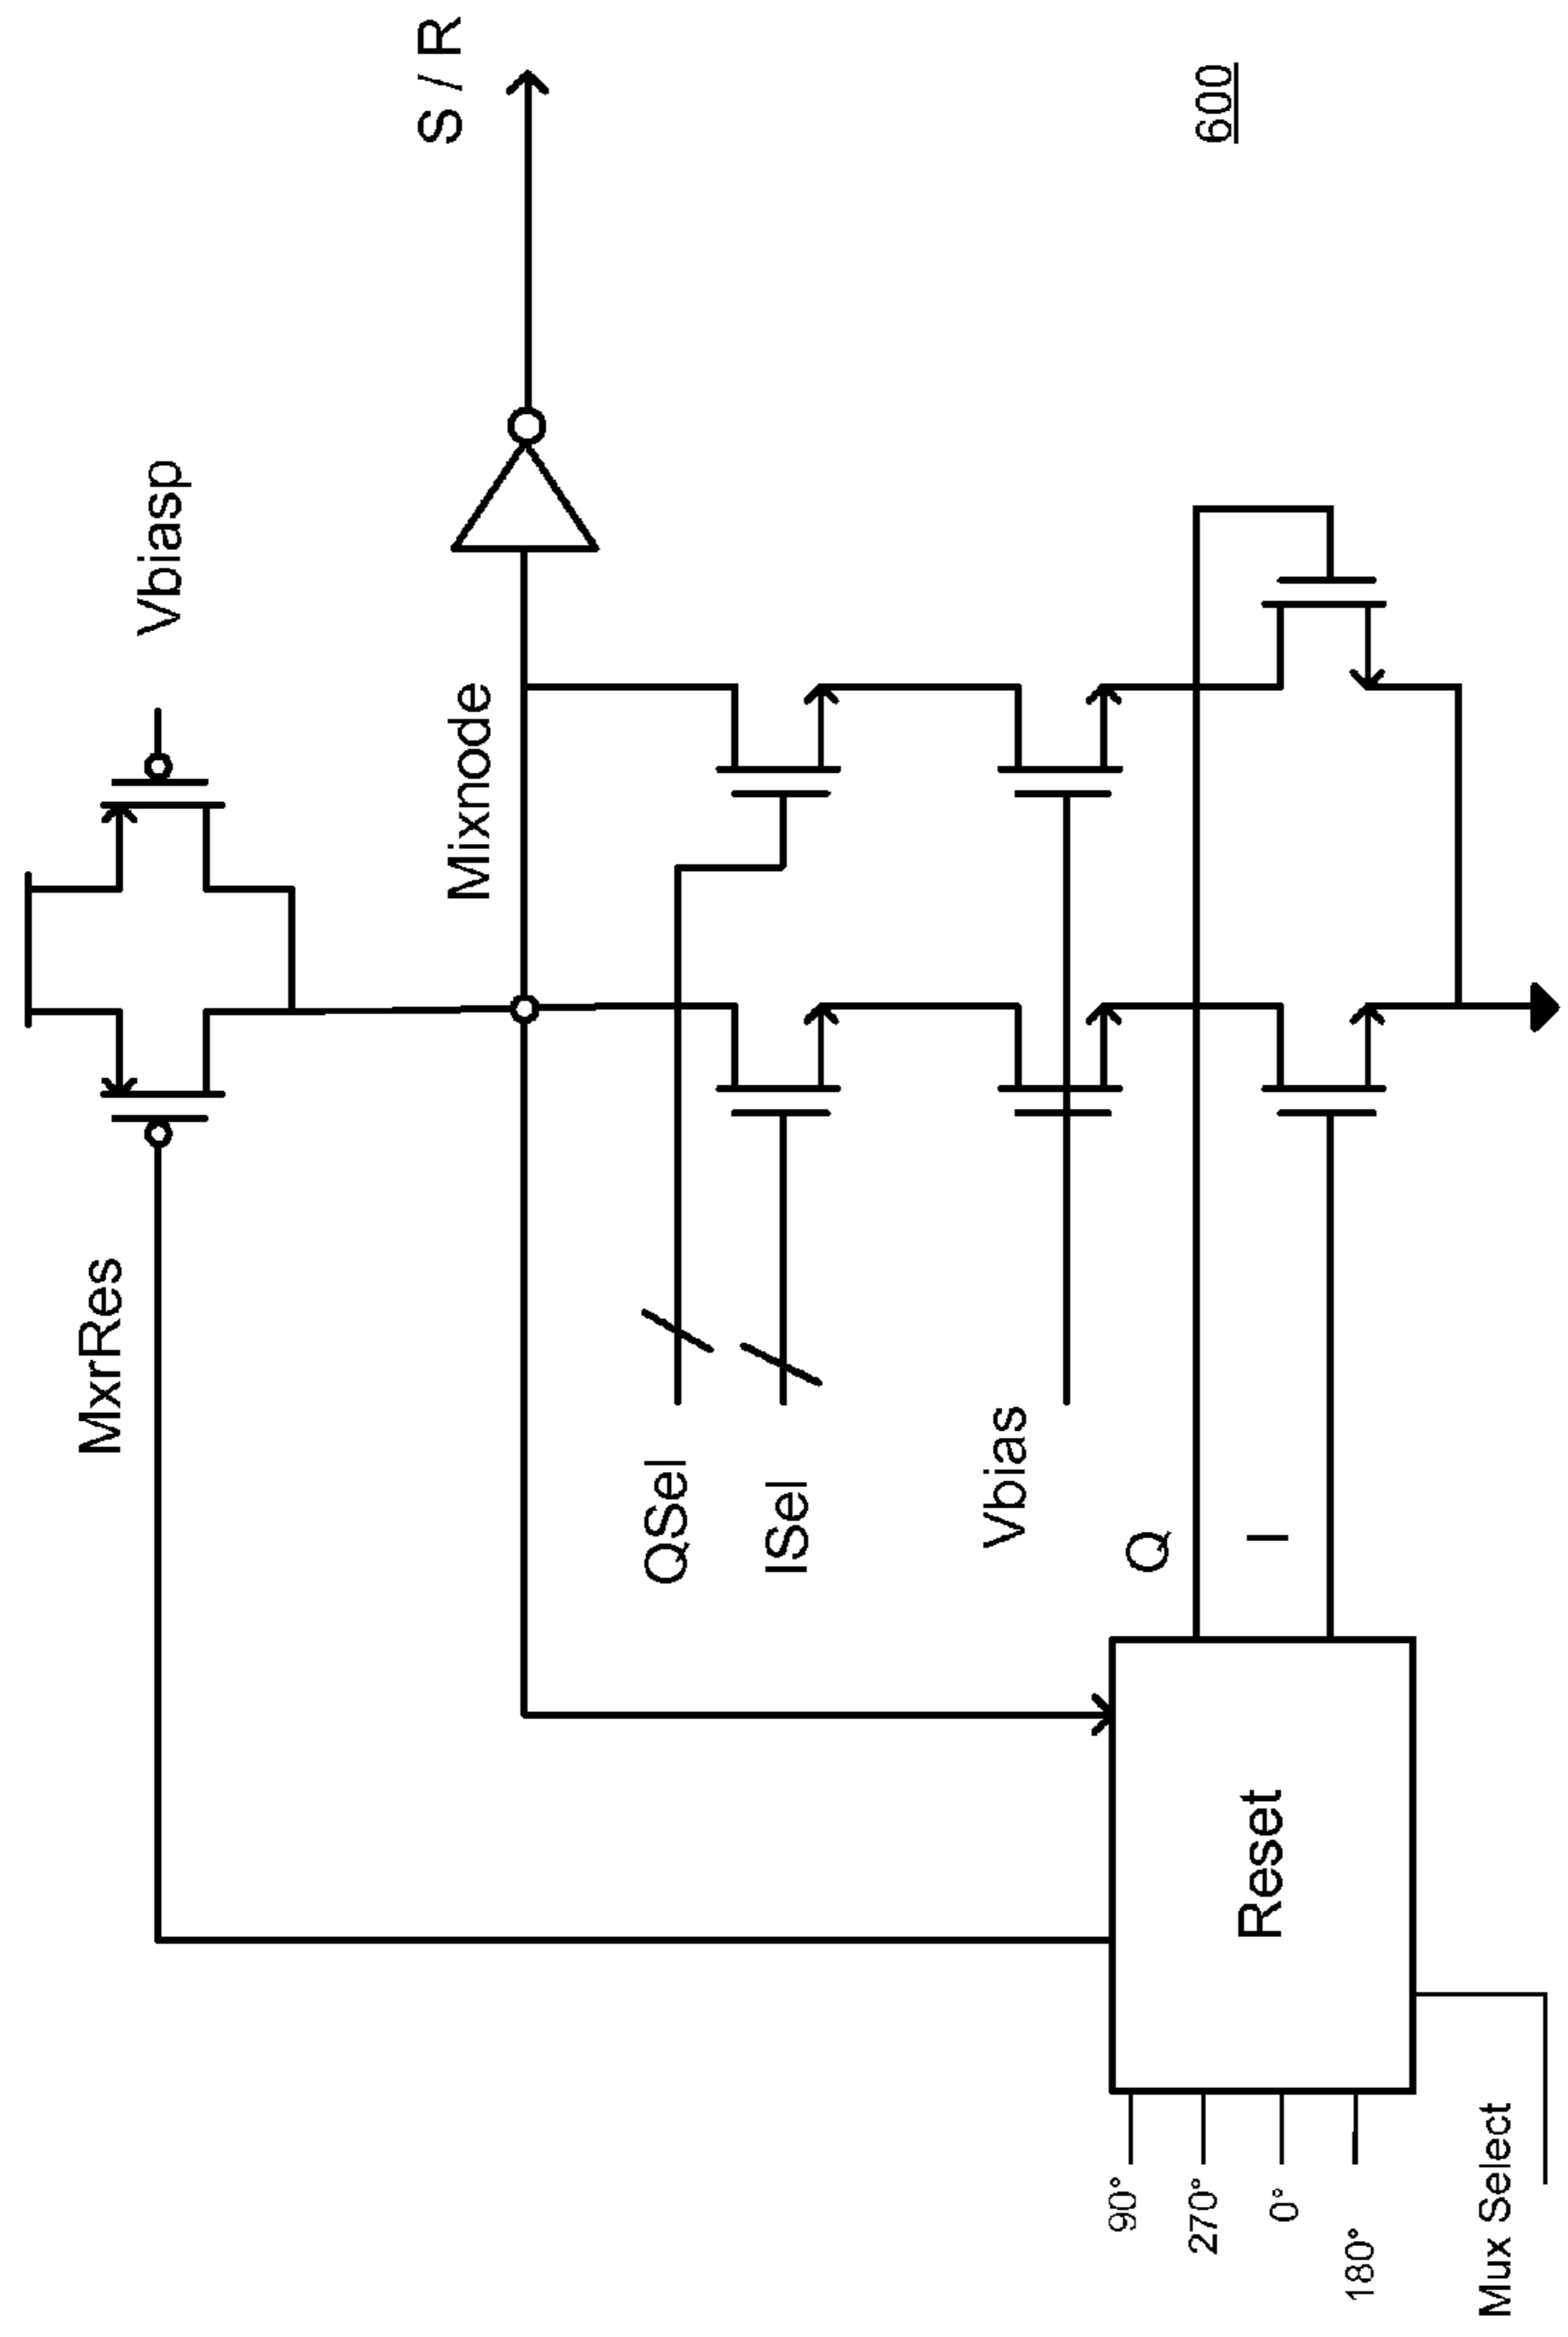 Vbiasp
MxrRes
S / R
Mixnode
QSel
ISel
Vbias
Q
I
Reset
90°
270°
0°
180°
Mux Select
600